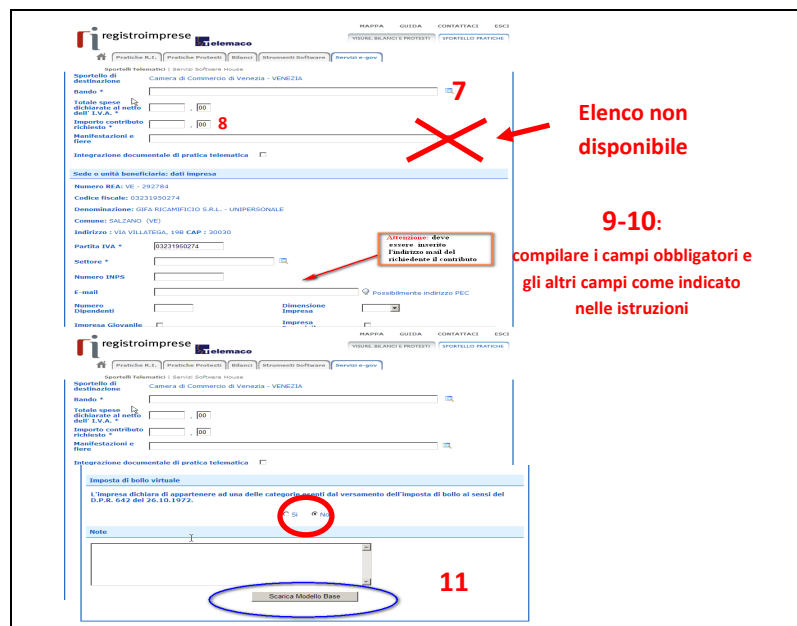 MAPPA GUIDA CONTATTACI ESCI
registroimprese
Telemaco
VISURE, BILANCI E PROTESTI SPORTELLO PRATICHE
Pratiche R.I. Pratiche Protesti Bilanci Strumenti Software Servizi e-gov
Sportelli Telematici | Servizi Software House
Sportello di destinazione Camera di Commercio di Venezia - VENEZIA
Bando *
7
Totale spese dichiarate al netto dell' I.V.A. * , 00
Importo contributo richiesto * , 00
8
Manifestazioni e fiere
Elenco non
disponibile
Integrazione documentale di pratica telematica
Sede o unità beneficiaria: dati impresa
Numero REA: VE - 292784
Codice fiscale: 03231950274
Denominazione: GIFA RICAMIFICIO S.R.L. - UNIPERSONALE
Comune: SALZANO (VE)
Indirizzo : VIA VILLATEGA, 19B CAP : 30030
Partita IVA * 03231950274
Settore *
Numero INPS
E-mail Possibilmente indirizzo PEC
Numero Dipendenti Dimensione Impresa
Impresa Giovanile Impresa
Attenzione: deve
essere inserito
l'indirizzo mail del
richiedente il contributo
9-10:
compilare i campi obbligatori e
gli altri campi come indicato
nelle istruzioni
MAPPA GUIDA CONTATTACI ESCI
registroimprese
Telemaco
VISURE, BILANCI E PROTESTI SPORTELLO PRATICHE
Pratiche R.I. Pratiche Protesti Bilanci Strumenti Software Servizi e-gov
Sportelli Telematici | Servizi Software House
Sportello di destinazione Camera di Commercio di Venezia - VENEZIA
Bando *
Totale spese dichiarate al netto dell' I.V.A. * , 00
Importo contributo richiesto * , 00
Manifestazioni e fiere
Integrazione documentale di pratica telematica
Imposta di bollo virtuale
L'impresa dichiara di appartenere ad una delle categorie esenti dal versamento dell'imposta di bollo ai sensi del
D.P.R. 642 del 26.10.1972.
Si No
Note
11
Scarica Modello Base